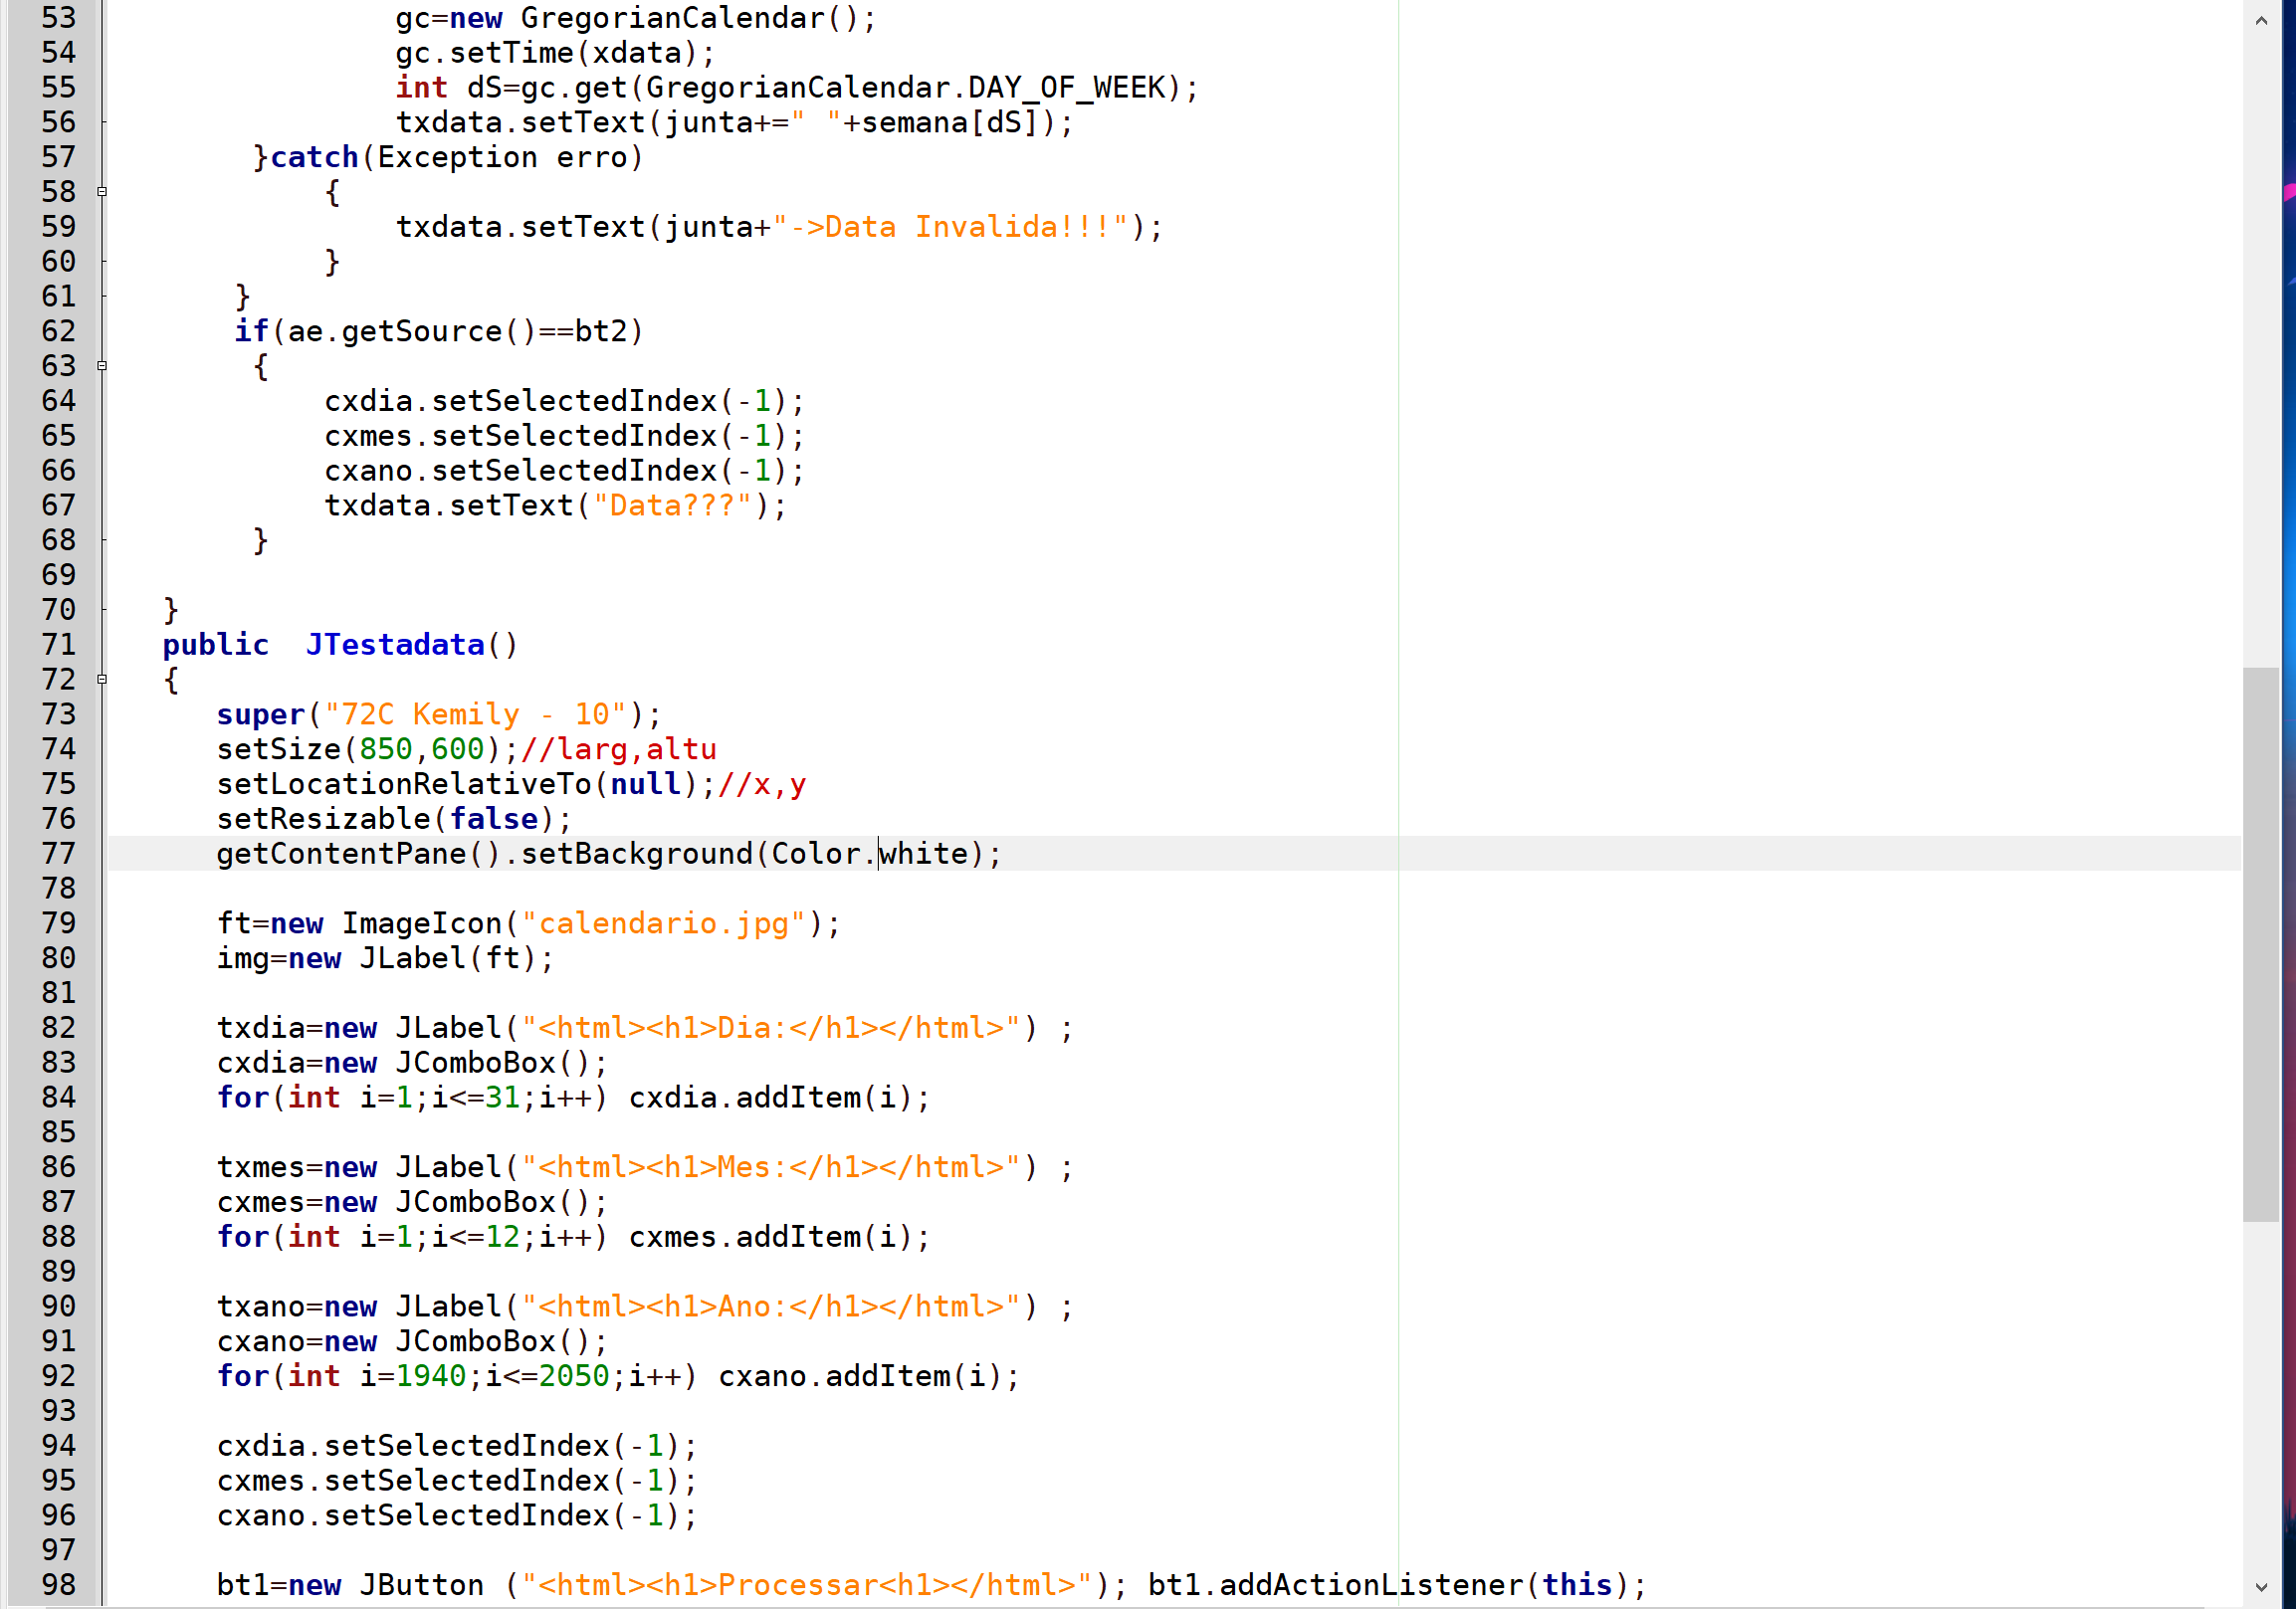 53 gc=new GregorianCalendar();
54 gc.setTime(xdata);
55 int dS=gc.get(GregorianCalendar.DAY_OF_WEEK);
56 txdata.setText(junta+=" "+semana[dS]);
57 }catch(Exception erro)
58 {
59 txdata.setText(junta+"->Data Invalida!!!");
60 }
61 }
62 if(ae.getSource()==bt2)
63 {
64 cxdia.setSelectedIndex(-1);
65 cxmes.setSelectedIndex(-1);
66 cxano.setSelectedIndex(-1);
67 txdata.setText("Data???");
68 }
69
70 }
71 public  JTestadata()
72 {
73 super("72C Kemily - 10");
74 setSize(850,600);//larg,altu
75 setLocationRelativeTo(null);//x,y
76 setResizable(false);
77 getContentPane().setBackground(Color.white);
78
79 ft=new ImageIcon("calendario.jpg");
80 img=new JLabel(ft);
81
82 txdia=new JLabel("<html><h1>Dia:</h1></html>") ;
83 cxdia=new JComboBox();
84 for(int i=1;i<=31;i++) cxdia.addItem(i);
85
86 txmes=new JLabel("<html><h1>Mes:</h1></html>") ;
87 cxmes=new JComboBox();
88 for(int i=1;i<=12;i++) cxmes.addItem(i);
89
90 txano=new JLabel("<html><h1>Ano:</h1></html>") ;
91 cxano=new JComboBox();
92 for(int i=1940;i<=2050;i++) cxano.addItem(i);
93
94 cxdia.setSelectedIndex(-1);
95 cxmes.setSelectedIndex(-1);
96 cxano.setSelectedIndex(-1);
97
98 bt1=new JButton ("<html><h1>Processar<h1></html>"); bt1.addActionListener(this);